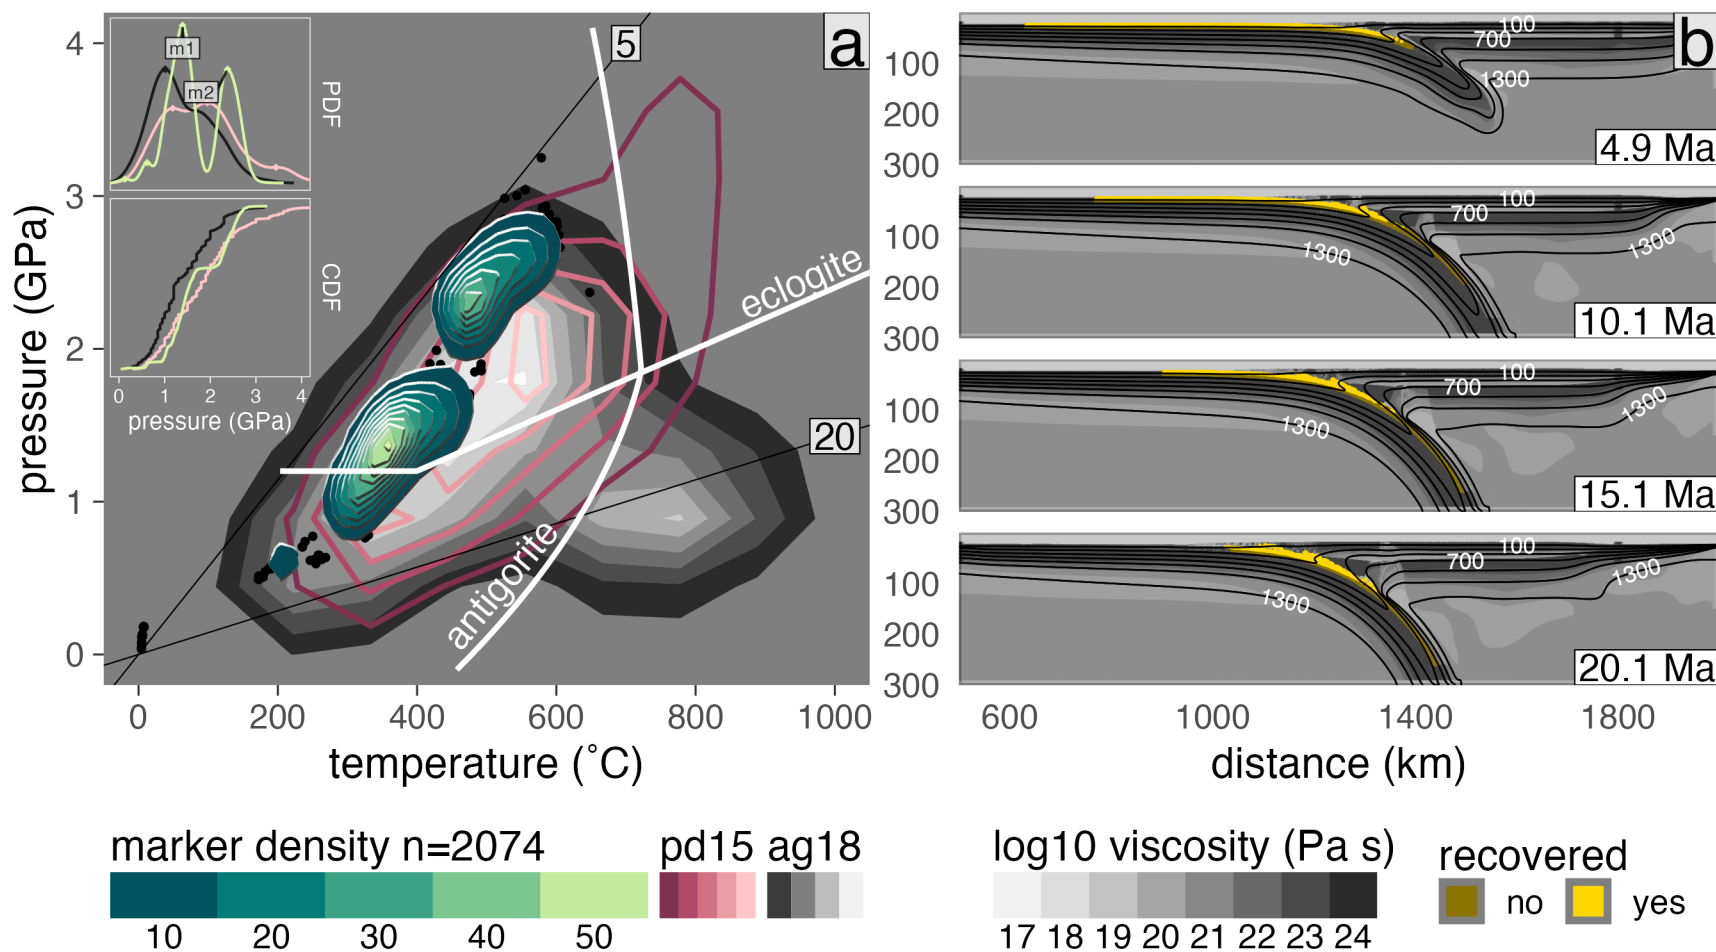 a
b
5
20
m1
m2
PDF
CDF
0 1 2 3 4
pressure (GPa)
eclogite
antigorite
pressure (GPa)
4
3
2
1
0
0 200 400 600 800 1000
temperature (˚C)
100
700
1300
100
200
300
4.9 Ma
100
700
1300
1300
100
200
300
10.1 Ma
100
700
1300
1300
100
200
300
15.1 Ma
100
700
1300
1300
100
200
300
20.1 Ma
600 1000 1400 1800
distance (km)
marker density n=2074
10 20 30 40 50
pd15 ag18
log10 viscosity (Pa s)
17 18 19 20 21 22 23 24
recovered
no yes